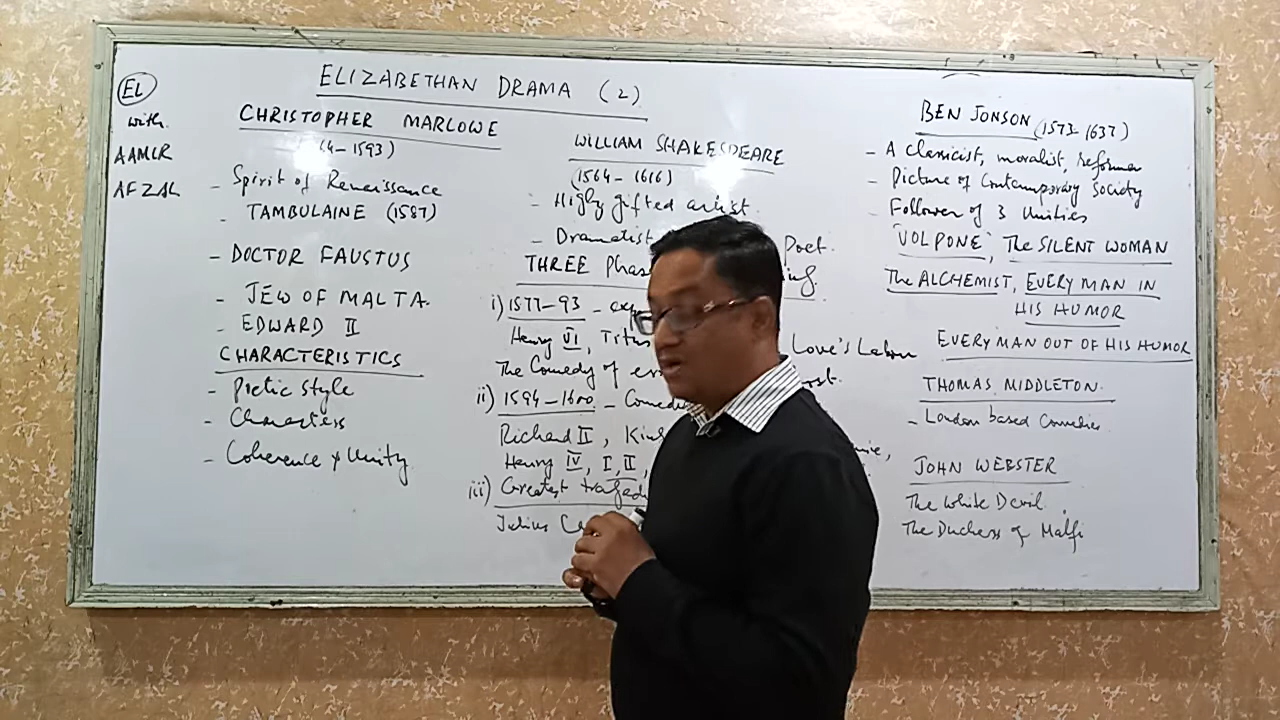 ELIZABETHAN DRAMA (2)
EL
with
AAMIR
AFZAL
CHRISTOPHER MARLOWE
4-1593)
- Spirit of Renaissance
- TAMBULAINE (1587)
- DOCTOR FAUSTUS
- JEW OF MALTA.
- EDWARD II
CHARACTERISTICS
- Poetic Style
- Characters
- Coherence & Unity
WILLIAM SHAKESPEARE
(1564-1616)
- Highly gifted artist.
- Dramatist Poet.
THREE
i) 1577-93 -
Henry VI, Love's Labour
The Comedy of
ii) 1594-1600 -
Richard II,
Henry IV, I, II,
iii) Greatest
Julius
BEN JONSON (1573-1637)
- A classicist, moralist, reformer
- Picture of Contemporary Society
- Follower of 3 Unities
'VOLPONE', The SILENT WOMAN
The ALCHEMIST, EVERY MAN IN
HIS HUMOR
EVERY MAN OUT OF HIS HUMOR
THOMAS MIDDLETON.
- London based Comedies
JOHN WEBSTER
The White Devil.
The Duchess of Malfi